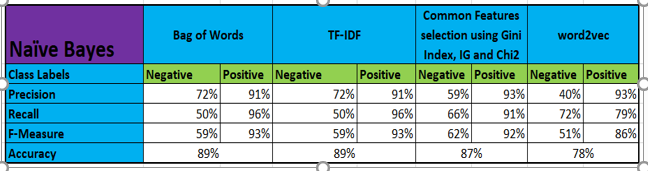 Naïve Bayes Bag of Words TF-IDF Common Features selection using Gini Index, IG and Chi2 word2vec
Class Labels Negative Positive Negative Positive Negative Positive Negative Positive
Precision 72% 91% 72% 91% 59% 93% 40% 93%
Recall 50% 96% 50% 96% 66% 91% 72% 79%
F-Measure 59% 93% 59% 93% 62% 92% 51% 86%
Accuracy 89% 89% 87% 78%